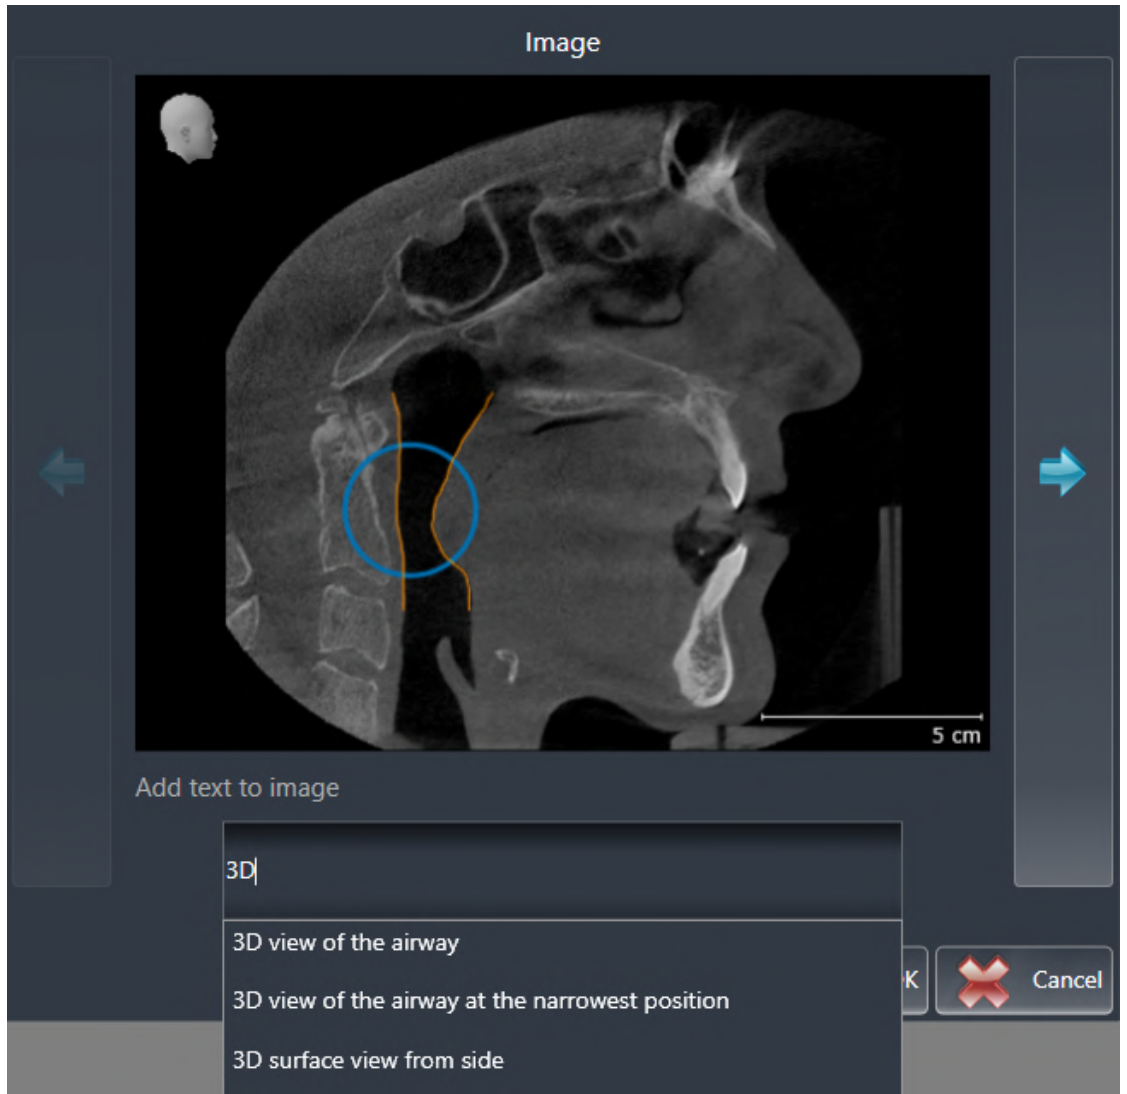 Image
5 cm
Add text to image
3D
3D view of the airway
K
Cancel
3D view of the airway at the narrowest position
3D surface view from side